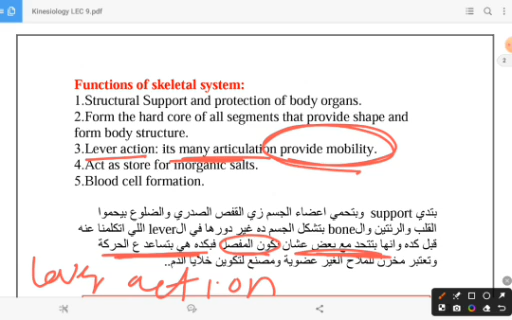 Kinesiology LEC 9.pdf
2
Functions of skeletal system:
1.Structural Support and protection of body organs.
2.Form the hard core of all segments that provide shape and
form body structure.
3.Lever action: its many articulation provide mobility.
4.Act as store for inorganic salts.
5.Blood cell formation.
بتدي support وبتحمي اعضاء الجسم زي القفص الصدري والضلوع بيحموا
القلب والرئتين والbone بتشكل الجسم ده غير دورها في الlever اللي اتكلمنا عنه
قبل كده وانها بتتحد مع بعض عشان تكون المفصل فبكده هي بتساعد ع الحركة
وتعتبر مخزن للملاح الغير عضوية ومصنع لتكوين خلايا الدم..
lever action